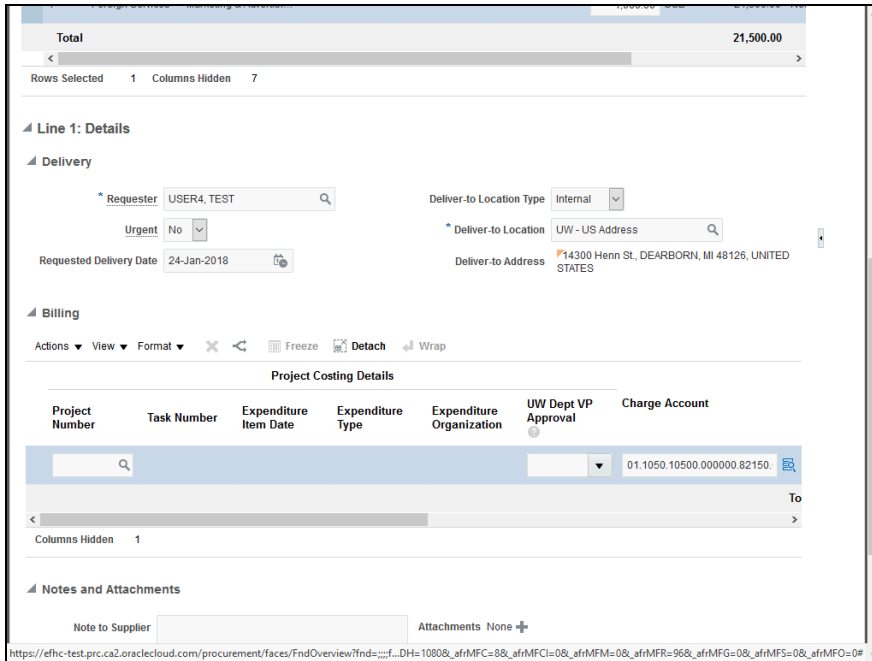 Total 21,500.00
Rows Selected 1 Columns Hidden 7
Line 1: Details
Delivery
* Requester USER4, TEST Deliver-to Location Type Internal
Urgent No * Deliver-to Location UW - US Address
Requested Delivery Date 24-Jan-2018 Deliver-to Address 14300 Henn St., DEARBORN, MI 48126, UNITED
STATES
Billing
Actions View Format Freeze Detach Wrap
Project Costing Details
Project
Number
Task Number
Expenditure
Item Date
Expenditure
Type
Expenditure
Organization
UW Dept VP
Approval
Charge Account
01.1050.10500.000000.82150.
To
Columns Hidden 1
Notes and Attachments
Note to Supplier Attachments None
https://efhc-test.prc.ca2.oraclecloud.com/procurement/faces/FndOverview?fnd=;;;;f...DH=1080&_afrMFC=8&_afrMFCI=0&_afrMFM=0&_afrMFR=96&_afrMFG=0&_afrMFS=0&_afrMFO=0#